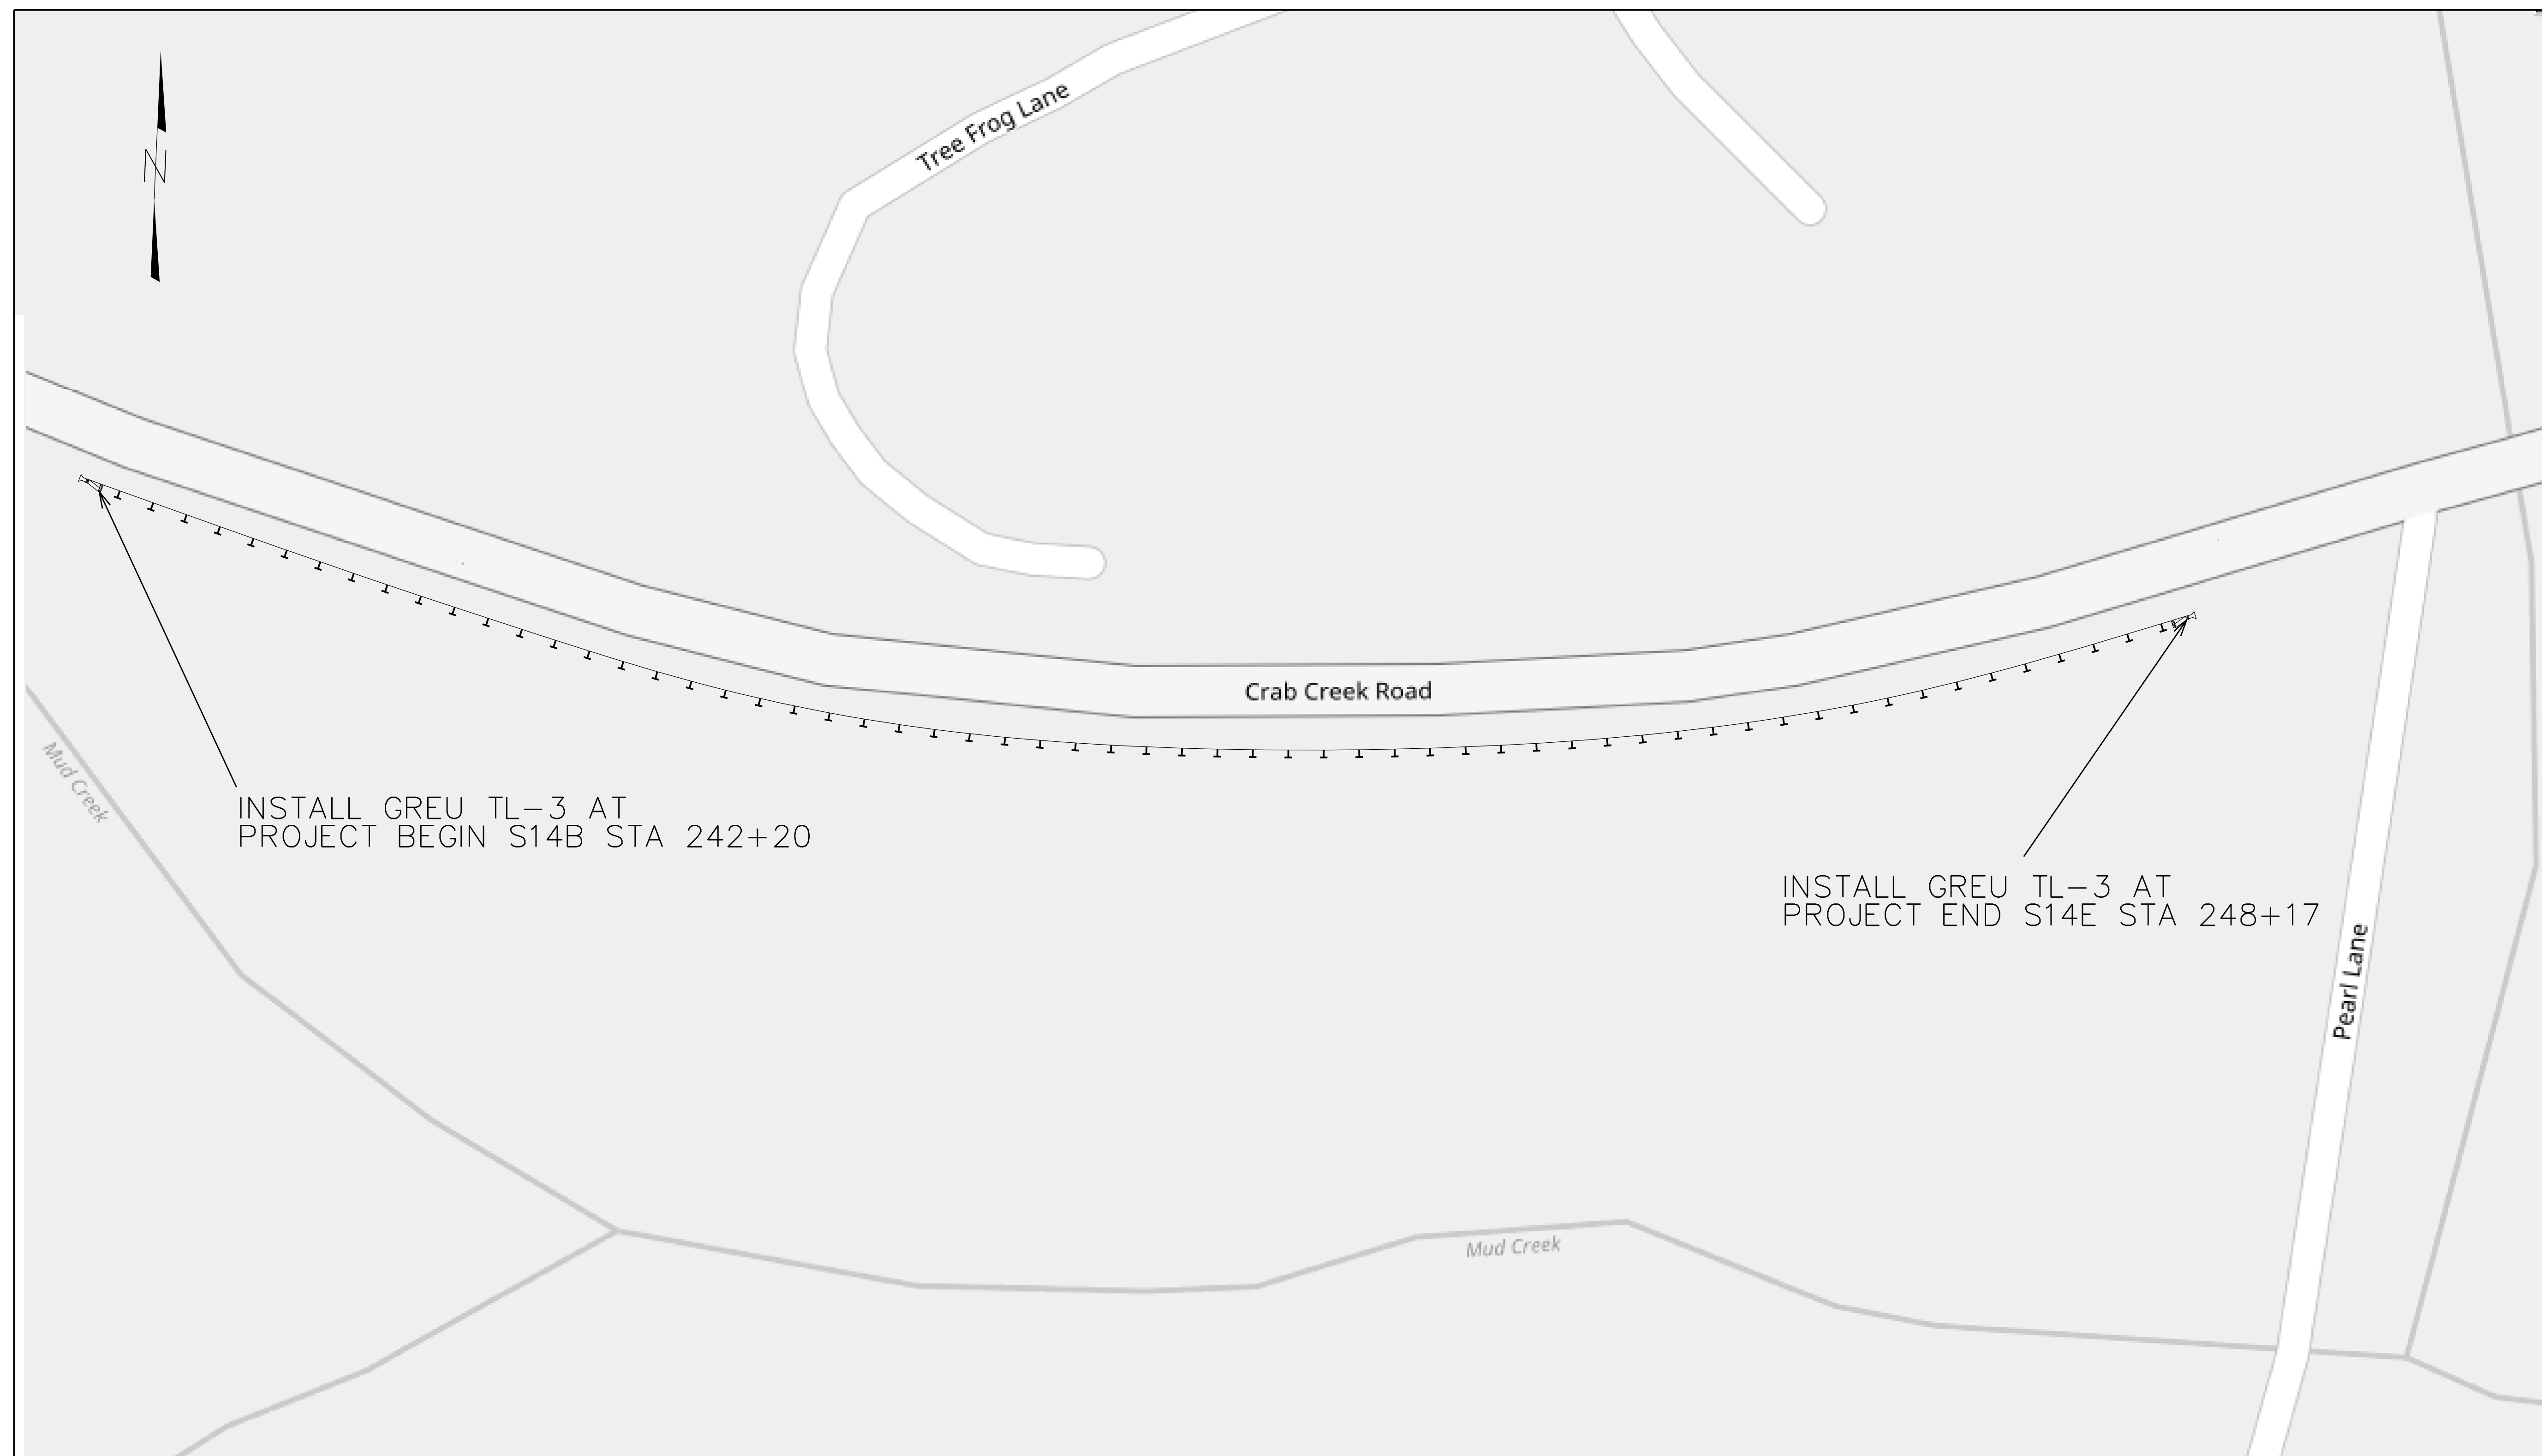 Tree Frog Lane
N
Crab Creek Road
Mud Creek
INSTALL GREU TL-3 AT
PROJECT BEGIN S14B STA 242+20
INSTALL GREU TL-3 AT
PROJECT END S14E STA 248+17
Pearl Lane
Mud Creek